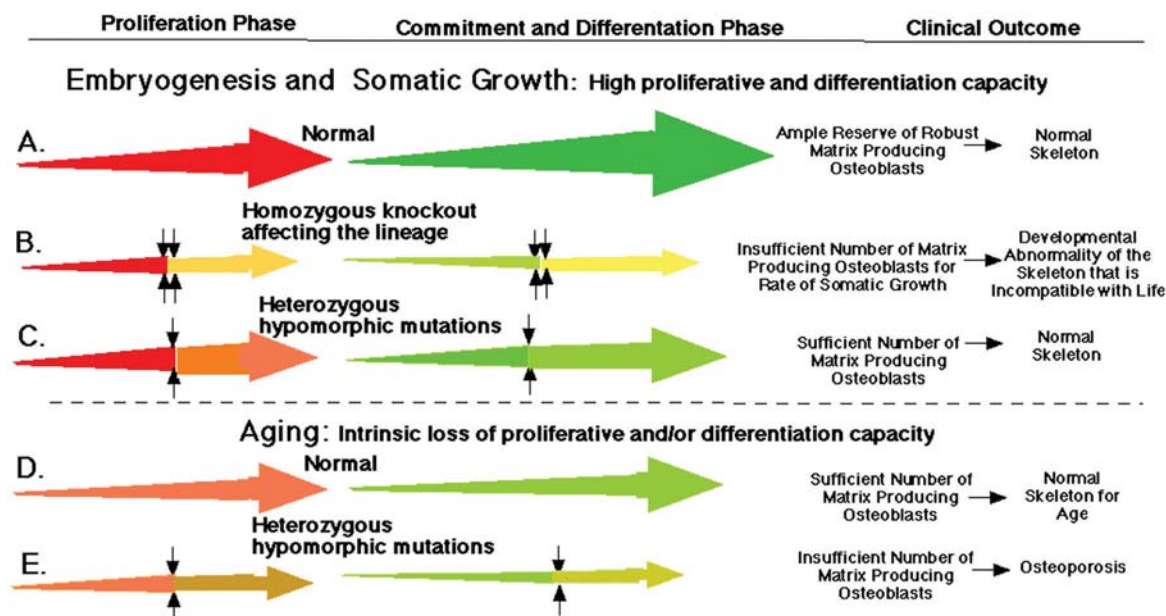 Proliferation Phase
Commitment and Differentation Phase
Clinical Outcome
Embryogenesis and Somatic Growth: High proliferative and differentiation capacity
A.
Normal
Ample Reserve of Robust
Matrix Producing
Osteoblasts
Normal
Skeleton
B.
Homozygous knockout
affecting the lineage
Insufficient Number of Matrix
Producing Osteoblasts for
Rate of Somatic Growth
Developmental
Abnormality of the
Skeleton that is
Incompatible with Life
C.
Heterozygous
hypomorphic mutations
Sufficient Number of
Matrix Producing
Osteoblasts
Normal
Skeleton
Aging: Intrinsic loss of proliferative and/or differentiation capacity
D.
Normal
Sufficient Number of
Matrix Producing
Osteoblasts
Normal
Skeleton for
Age
E.
Heterozygous
hypomorphic mutations
Insufficient Number of
Matrix Producing
Osteoblasts
Osteoporosis